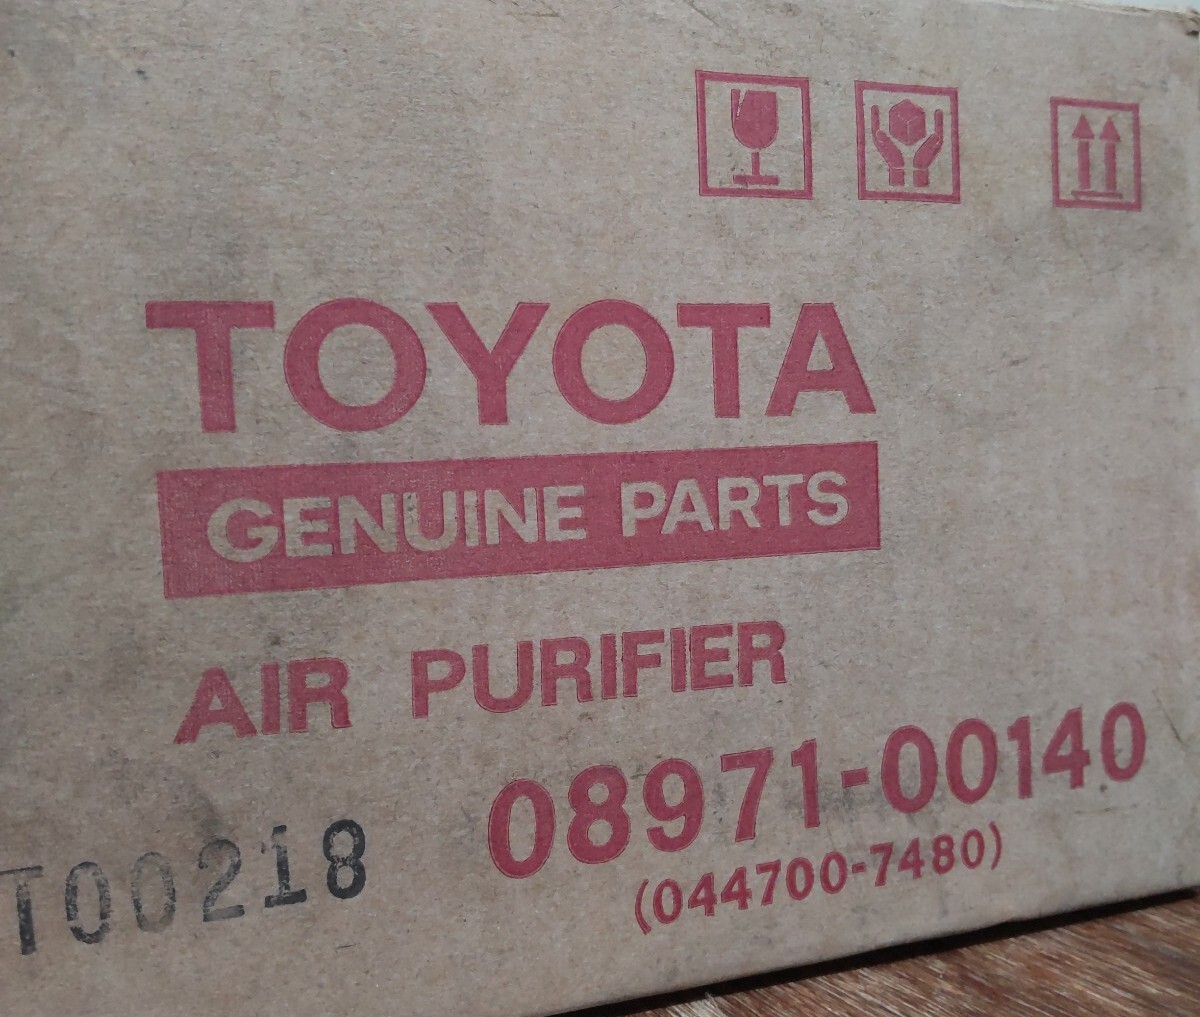 TOYOTA
GENUINE PARTS
AIR PURIFIER
08971-00140
(044700-7480)
T00218